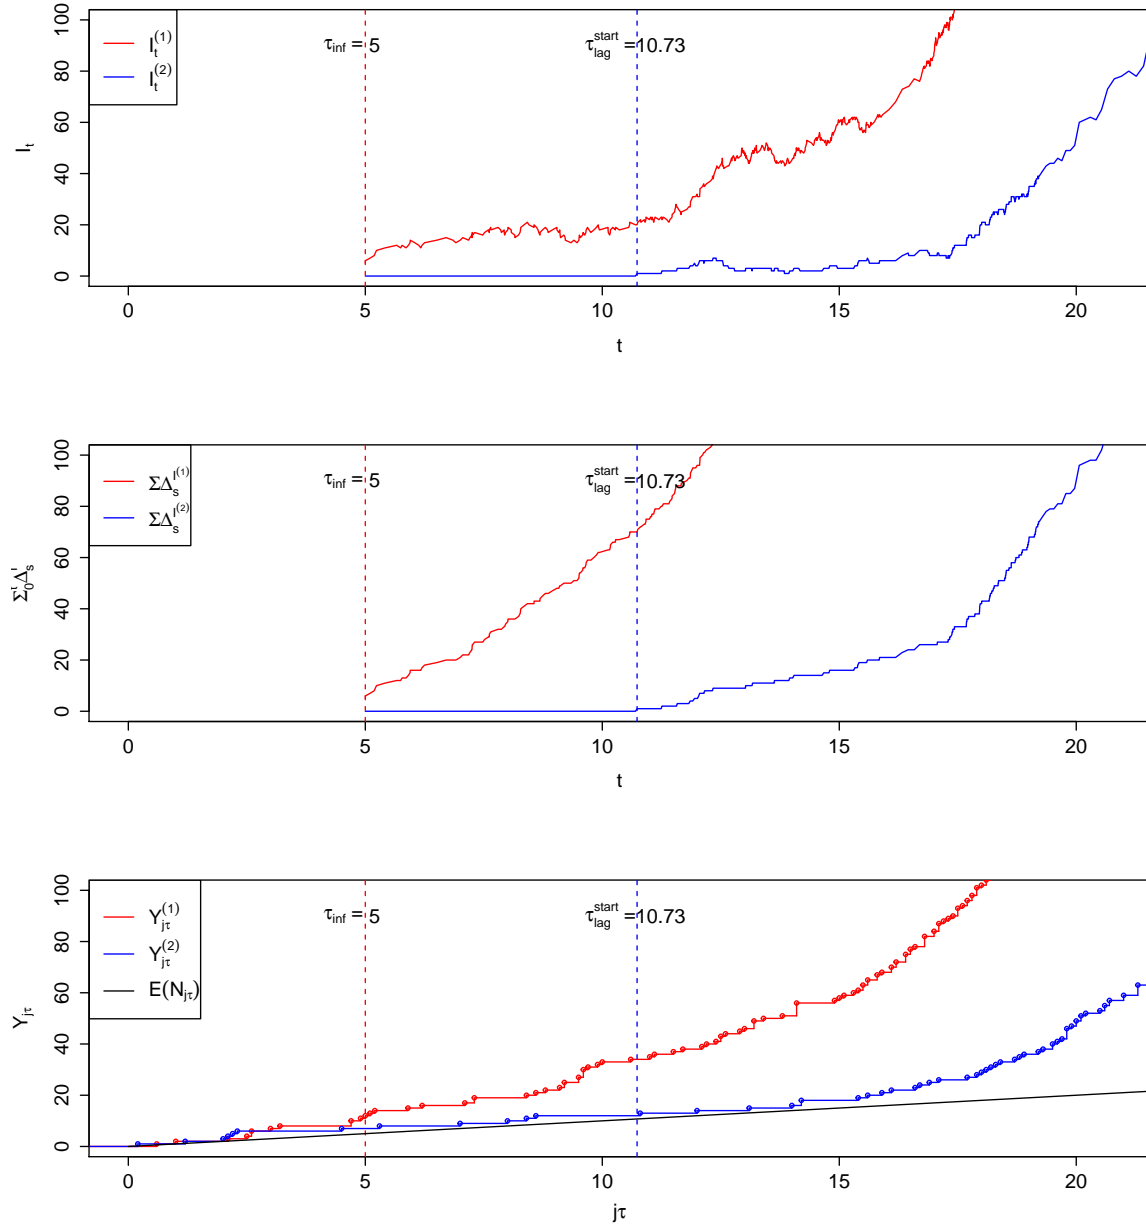 I_t^(1)
I_t^(2)
τ_inf = 5
τ_lag^start = 10.73
0 20 40 60 80 100
I_t
0 5 10 15 20
t
ΣΔ_s^I^(1)
ΣΔ_s^I^(2)
τ_inf = 5
τ_lag^start = 10.73
0 20 40 60 80 100
Σ_0^t Δ_s^I
0 5 10 15 20
t
Y_jτ^(1)
Y_jτ^(2)
E(N_jτ)
τ_inf = 5
τ_lag^start = 10.73
0 20 40 60 80 100
Y_jτ
0 5 10 15 20
jτ